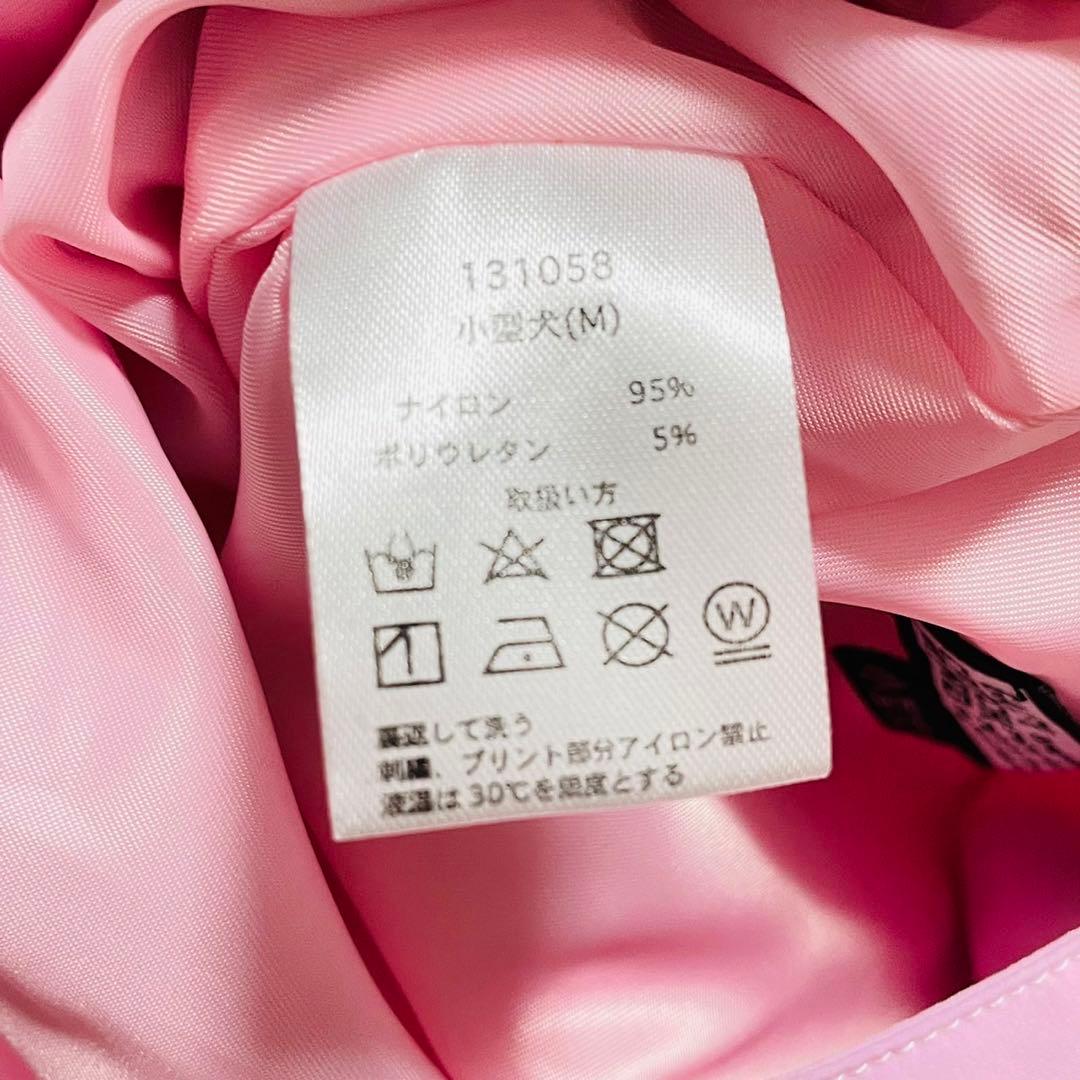 131058
小型犬(M)
ナイロン 95%
ポリウレタン 5%
取扱い方
W
裏返して洗う
刺繍、プリント部分アイロン禁止
液温は30℃を限度とする